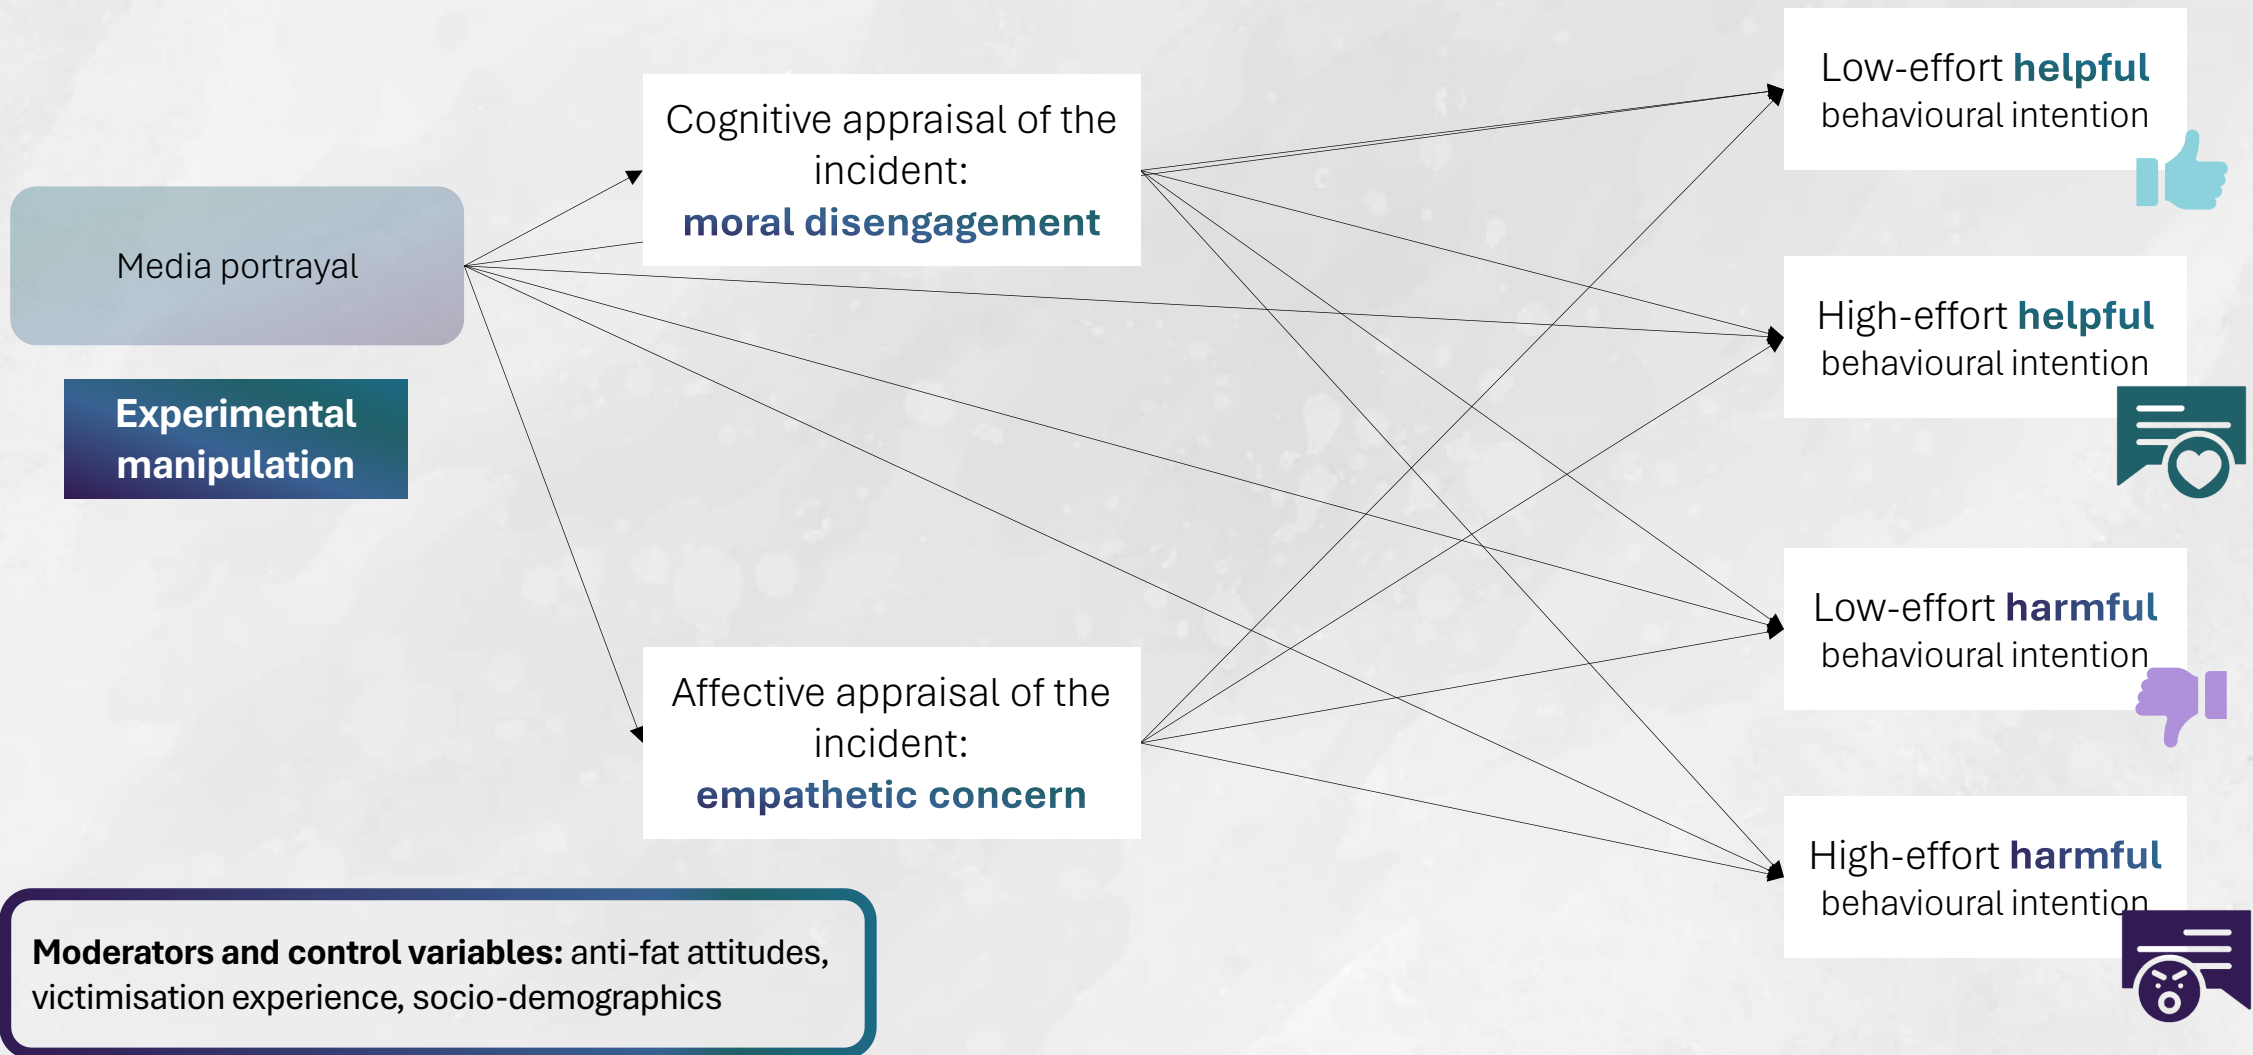 Media portrayal
Experimental
manipulation
Cognitive appraisal of the
incident:
moral disengagement
Affective appraisal of the
incident:
empathetic concern
Low-effort helpful
behavioural intention
High-effort helpful
behavioural intention
Low-effort harmful
behavioural intention
High-effort harmful
behavioural intention
Moderators and control variables: anti-fat attitudes,
victimisation experience, socio-demographics